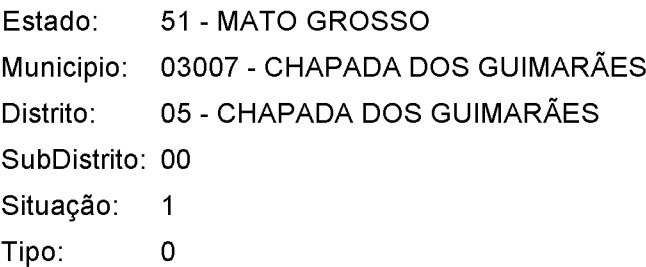 Estado: 51 - MATO GROSSO
Municipio: 03007 - CHAPADA DOS GUIMARÃES
Distrito: 05 - CHAPADA DOS GUIMARÃES
SubDistrito: 00
Situação: 1
Tipo: 0